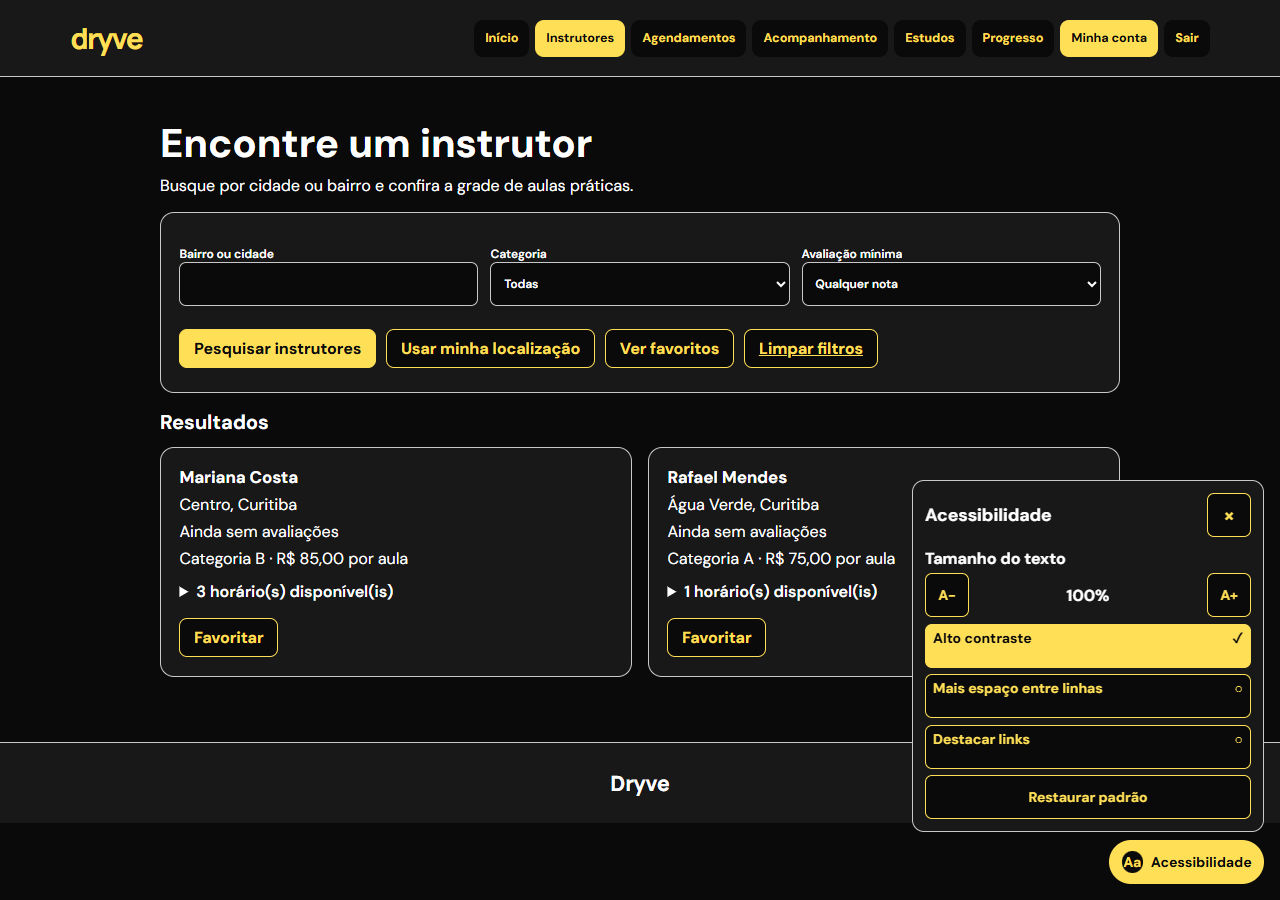 dryve
Início Instrutores Agendamentos Acompanhamento Estudos Progresso Minha conta Sair
Encontre um instrutor
Busque por cidade ou bairro e confira a grade de aulas práticas.
Bairro ou cidade Categoria Avaliação mínima
Todas Qualquer nota
Pesquisar instrutores Usar minha localização Ver favoritos Limpar filtros
Resultados
Mariana Costa
Centro, Curitiba
Ainda sem avaliações
Categoria B · R$ 85,00 por aula
▶ 3 horário(s) disponível(is)
Favoritar
Rafael Mendes
Água Verde, Curitiba
Ainda sem avaliações
Categoria A · R$ 75,00 por aula
▶ 1 horário(s) disponível(is)
Favoritar
Acessibilidade ×
Tamanho do texto
A− 100% A+
Alto contraste ✓
Mais espaço entre linhas ○
Destacar links ○
Restaurar padrão
Dryve
Aa Acessibilidade